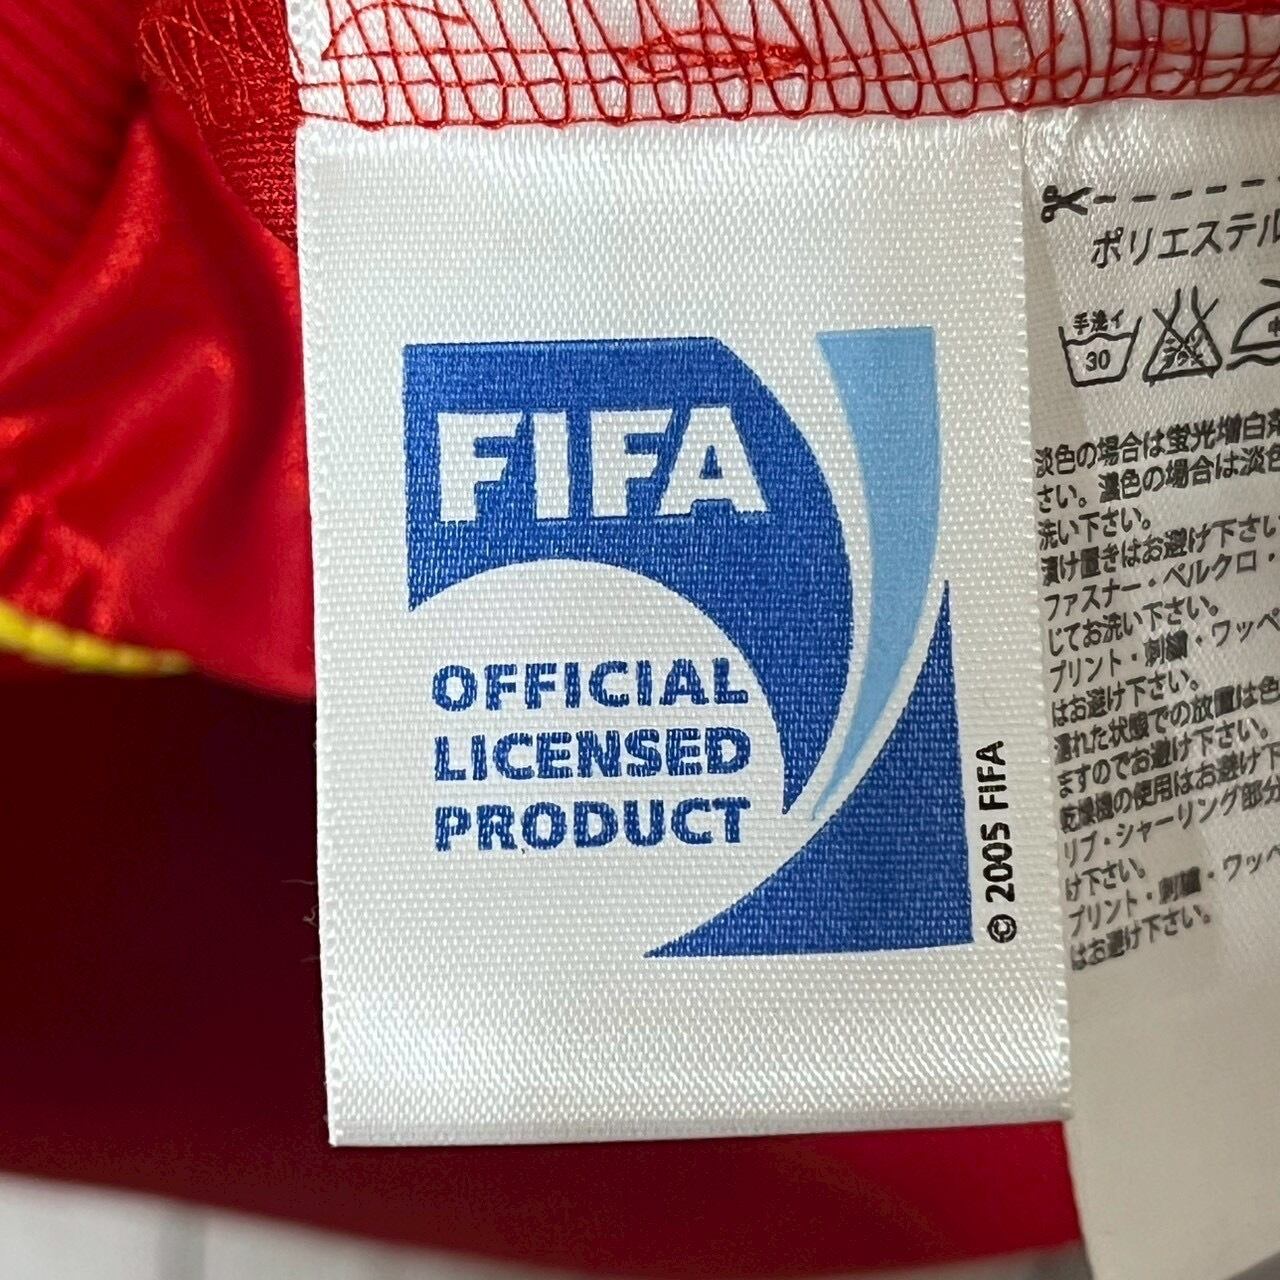 FIFA
OFFICIAL
LICENSED
PRODUCT
© 2005 FIFA
ポリエステル
手洗イ
30
淡色の場合は蛍光増白剤
さい。濃色の場合は淡色
洗い下さい。
漬け置きはお避け下さい
ファスナー・ベルクロ・
じてお洗い下さい。
プリント・刺繍・ワッペ
はお避け下さい。
濡れた状態での放置は色
ますのでお避け下さい。
乾燥機の使用はお避け下
リブ・シャーリング部分
け下さい。
プリント・刺繍・ワッペ
はお避け下さい。